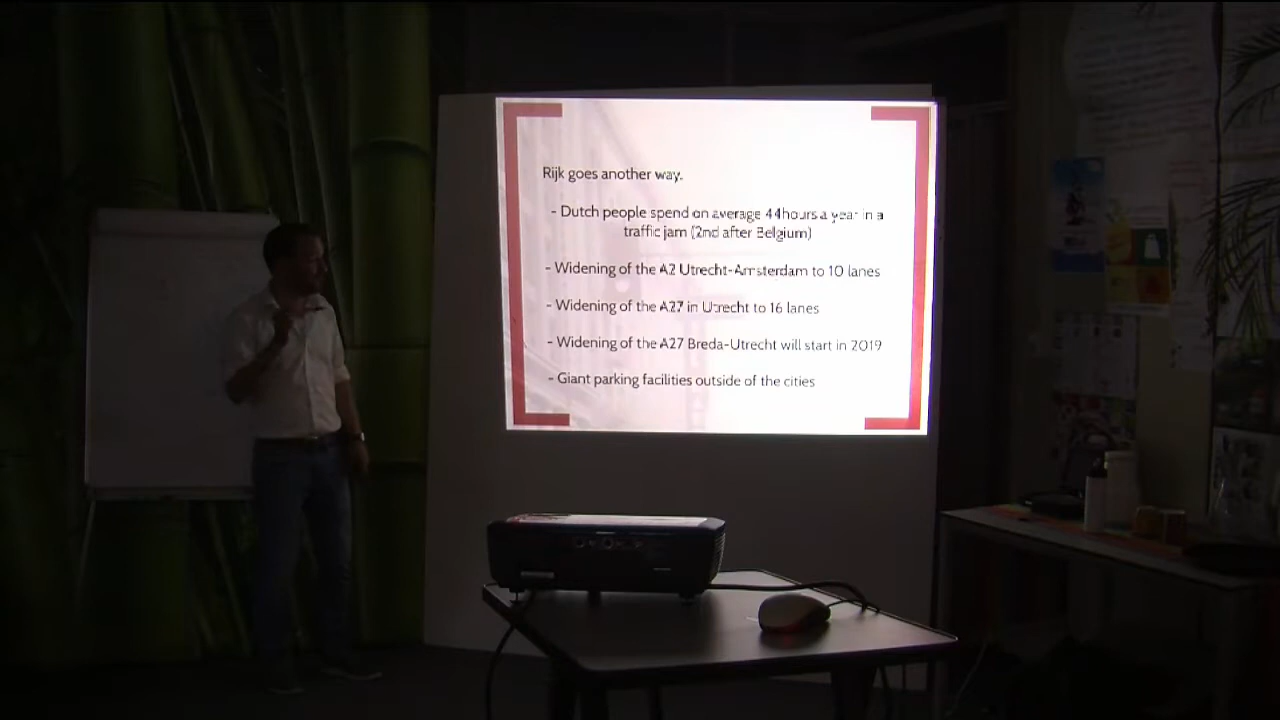 Rijk goes another way.
- Dutch people spend on average 44hours a year in a
traffic jam (2nd after Belgium)
- Widening of the A2 Utrecht-Amsterdam to 10 lanes
- Widening of the A27 in Utrecht to 16 lanes
- Widening of the A27 Breda-Utrecht will start in 2019
- Giant parking facilities outside of the cities